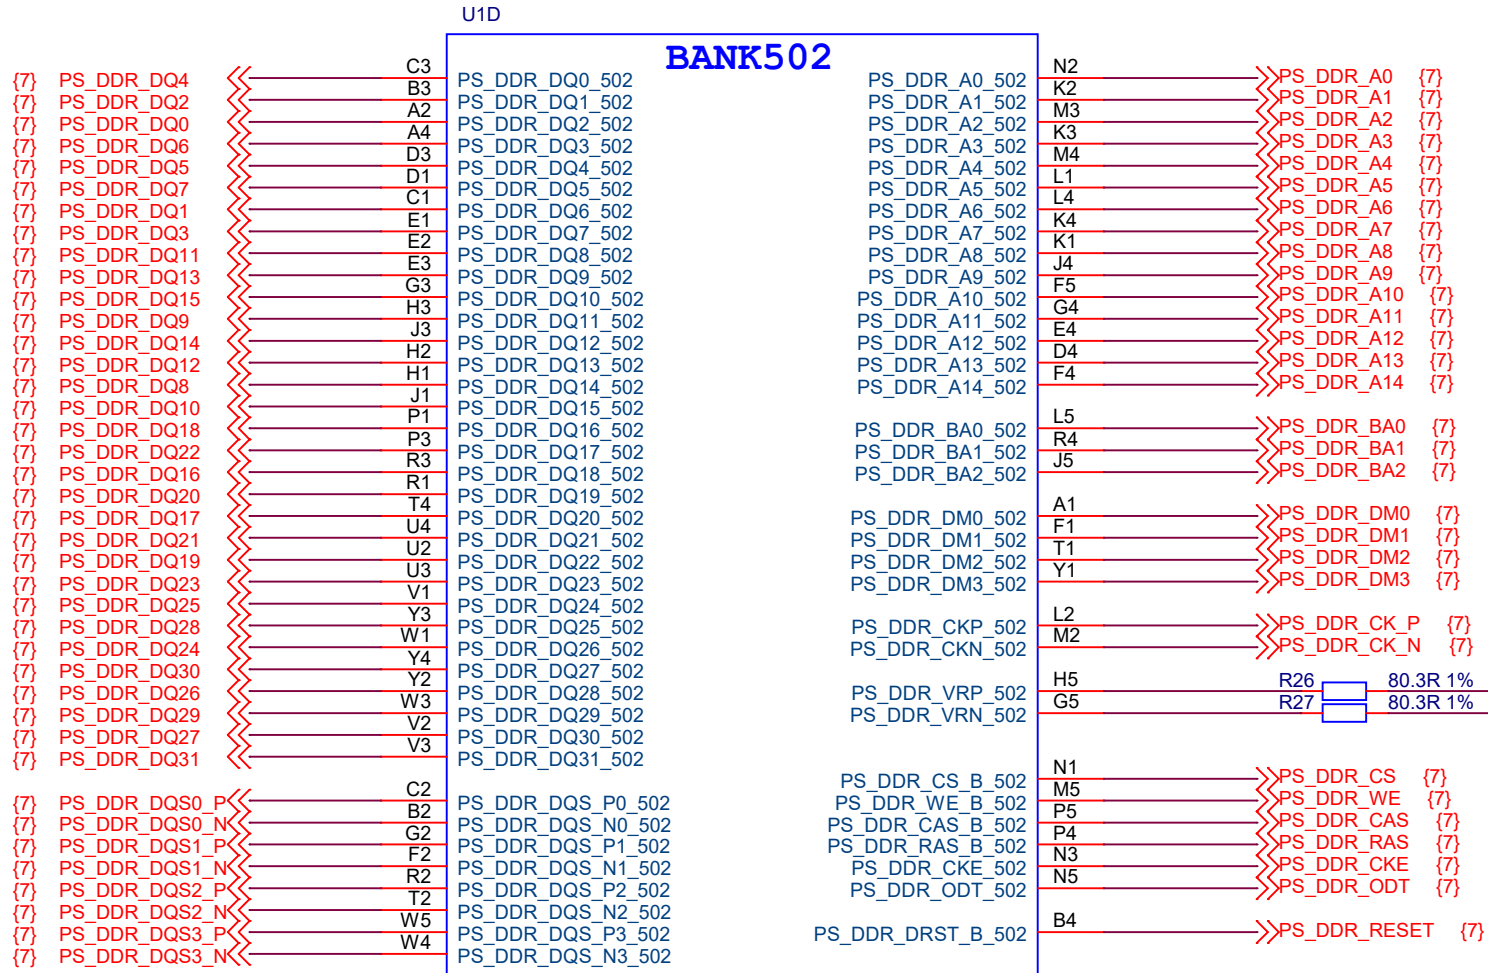 U1D
BANK502
{7} PS_DDR_DQ4 C3 PS_DDR_DQ0_502 PS_DDR_A0_502 N2 PS_DDR_A0 {7}
{7} PS_DDR_DQ2 B3 PS_DDR_DQ1_502 PS_DDR_A1_502 K2 PS_DDR_A1 {7}
{7} PS_DDR_DQ0 A2 PS_DDR_DQ2_502 PS_DDR_A2_502 M3 PS_DDR_A2 {7}
{7} PS_DDR_DQ6 A4 PS_DDR_DQ3_502 PS_DDR_A3_502 K3 PS_DDR_A3 {7}
{7} PS_DDR_DQ5 D3 PS_DDR_DQ4_502 PS_DDR_A4_502 M4 PS_DDR_A4 {7}
{7} PS_DDR_DQ7 D1 PS_DDR_DQ5_502 PS_DDR_A5_502 L1 PS_DDR_A5 {7}
{7} PS_DDR_DQ1 C1 PS_DDR_DQ6_502 PS_DDR_A6_502 L4 PS_DDR_A6 {7}
{7} PS_DDR_DQ3 E1 PS_DDR_DQ7_502 PS_DDR_A7_502 K4 PS_DDR_A7 {7}
{7} PS_DDR_DQ11 E2 PS_DDR_DQ8_502 PS_DDR_A8_502 K1 PS_DDR_A8 {7}
{7} PS_DDR_DQ13 E3 PS_DDR_DQ9_502 PS_DDR_A9_502 J4 PS_DDR_A9 {7}
{7} PS_DDR_DQ15 G3 PS_DDR_DQ10_502 PS_DDR_A10_502 F5 PS_DDR_A10 {7}
{7} PS_DDR_DQ9 H3 PS_DDR_DQ11_502 PS_DDR_A11_502 G4 PS_DDR_A11 {7}
{7} PS_DDR_DQ14 J3 PS_DDR_DQ12_502 PS_DDR_A12_502 E4 PS_DDR_A12 {7}
{7} PS_DDR_DQ12 H2 PS_DDR_DQ13_502 PS_DDR_A13_502 D4 PS_DDR_A13 {7}
{7} PS_DDR_DQ8 H1 PS_DDR_DQ14_502 PS_DDR_A14_502 F4 PS_DDR_A14 {7}
{7} PS_DDR_DQ10 J1 PS_DDR_DQ15_502
{7} PS_DDR_DQ18 P1 PS_DDR_DQ16_502 PS_DDR_BA0_502 L5 PS_DDR_BA0 {7}
{7} PS_DDR_DQ22 P3 PS_DDR_DQ17_502 PS_DDR_BA1_502 R4 PS_DDR_BA1 {7}
{7} PS_DDR_DQ16 R3 PS_DDR_DQ18_502 PS_DDR_BA2_502 J5 PS_DDR_BA2 {7}
{7} PS_DDR_DQ20 R1 PS_DDR_DQ19_502
{7} PS_DDR_DQ17 T4 PS_DDR_DQ20_502 PS_DDR_DM0_502 A1 PS_DDR_DM0 {7}
{7} PS_DDR_DQ21 U4 PS_DDR_DQ21_502 PS_DDR_DM1_502 F1 PS_DDR_DM1 {7}
{7} PS_DDR_DQ19 U2 PS_DDR_DQ22_502 PS_DDR_DM2_502 T1 PS_DDR_DM2 {7}
{7} PS_DDR_DQ23 U3 PS_DDR_DQ23_502 PS_DDR_DM3_502 Y1 PS_DDR_DM3 {7}
{7} PS_DDR_DQ25 V1 PS_DDR_DQ24_502
{7} PS_DDR_DQ28 Y3 PS_DDR_DQ25_502 PS_DDR_CKP_502 L2 PS_DDR_CK_P {7}
{7} PS_DDR_DQ24 W1 PS_DDR_DQ26_502 PS_DDR_CKN_502 M2 PS_DDR_CK_N {7}
{7} PS_DDR_DQ30 Y4 PS_DDR_DQ27_502
{7} PS_DDR_DQ26 Y2 PS_DDR_DQ28_502 PS_DDR_VRP_502 H5 R26 80.3R 1%
{7} PS_DDR_DQ29 W3 PS_DDR_DQ29_502 PS_DDR_VRN_502 G5 R27 80.3R 1%
{7} PS_DDR_DQ27 V2 PS_DDR_DQ30_502
{7} PS_DDR_DQ31 V3 PS_DDR_DQ31_502
PS_DDR_CS_B_502 N1 PS_DDR_CS {7}
{7} PS_DDR_DQS0_P C2 PS_DDR_DQS_P0_502 PS_DDR_WE_B_502 M5 PS_DDR_WE {7}
{7} PS_DDR_DQS0_N B2 PS_DDR_DQS_N0_502 PS_DDR_CAS_B_502 P5 PS_DDR_CAS {7}
{7} PS_DDR_DQS1_P G2 PS_DDR_DQS_P1_502 PS_DDR_RAS_B_502 P4 PS_DDR_RAS {7}
{7} PS_DDR_DQS1_N F2 PS_DDR_DQS_N1_502 PS_DDR_CKE_502 N3 PS_DDR_CKE {7}
{7} PS_DDR_DQS2_P R2 PS_DDR_DQS_P2_502 PS_DDR_ODT_502 N5 PS_DDR_ODT {7}
{7} PS_DDR_DQS2_N T2 PS_DDR_DQS_N2_502
{7} PS_DDR_DQS3_P W5 PS_DDR_DQS_P3_502 PS_DDR_DRST_B_502 B4 PS_DDR_RESET {7}
{7} PS_DDR_DQS3_N W4 PS_DDR_DQS_N3_502